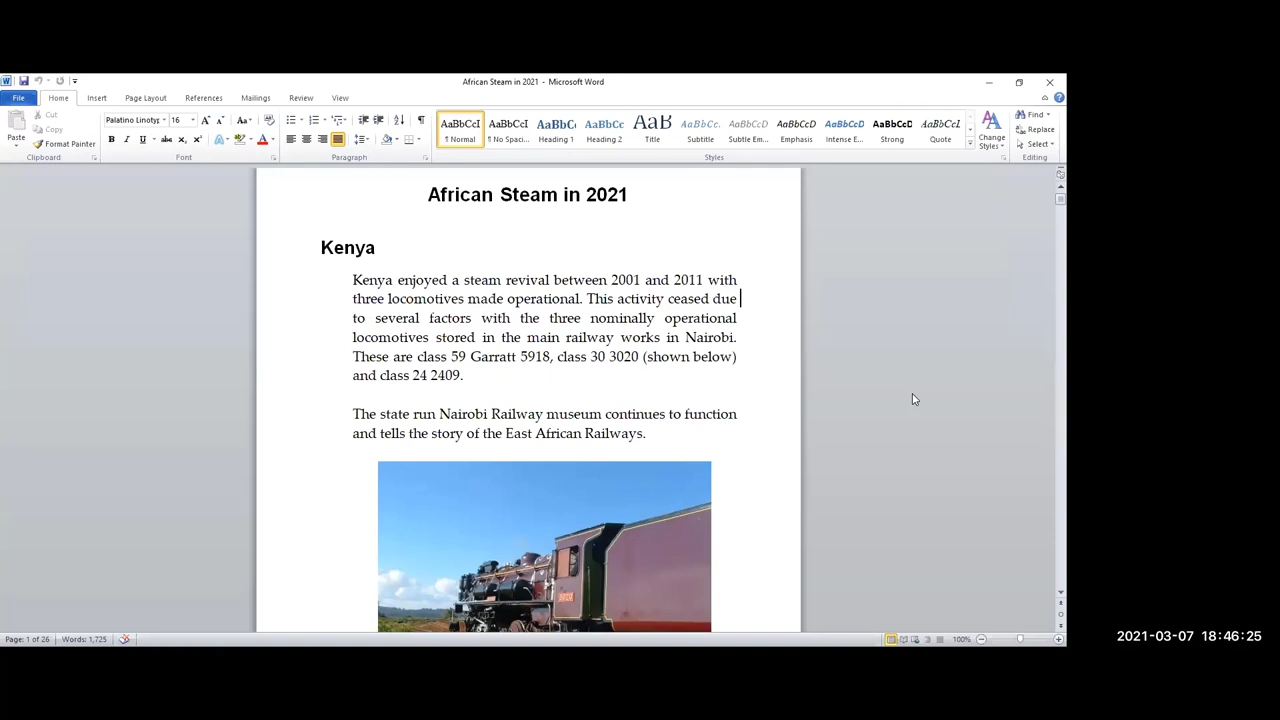 African Steam in 2021 - Microsoft Word
File Home Insert Page Layout References Mailings Review View
Cut
Copy
Format Painter
Paste
Clipboard
Palatino Linoty 16
Font
Paragraph
AaBbCcI AaBbCcI AaBbCc AaBbCc AaB AaBbCc. AaBbCcD AaBbCcD AaBbCcD AaBbCcD AaBbCcI
¶ Normal ¶ No Spaci... Heading 1 Heading 2 Title Subtitle Subtle Em... Emphasis Intense E... Strong Quote
Styles
Change Styles
Find
Replace
Select
Editing
African Steam in 2021
Kenya
Kenya enjoyed a steam revival between 2001 and 2011 with
three locomotives made operational. This activity ceased due
to several factors with the three nominally operational
locomotives stored in the main railway works in Nairobi.
These are class 59 Garratt 5918, class 30 3020 (shown below)
and class 24 2409.
The state run Nairobi Railway museum continues to function
and tells the story of the East African Railways.
Page: 1 of 26 Words: 1,725
100%
2021-03-07 18:46:25